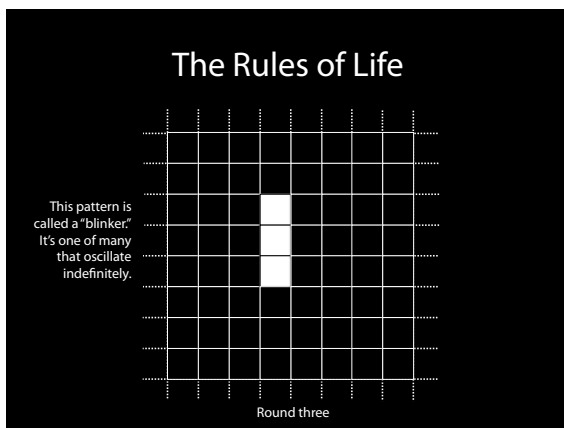 The Rules of Life
This pattern is
called a “blinker.”
It’s one of many
that oscillate
indefinitely.
Round three